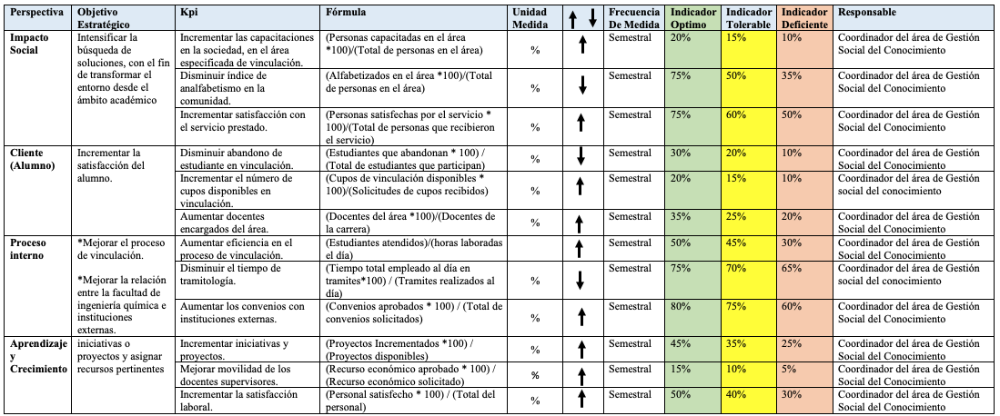 Perspectiva
Objetivo
Estratégico
Kpi
Fórmula
Unidad
Medida
Frecuencia
De Medida
Indicador
Optimo
Indicador
Tolerable
Indicador
Deficiente
Responsable
Impacto
Social
Intensificar la
búsqueda de
soluciones, con el fin
de transformar el
entorno desde el
ámbito académico
Incrementar las capacitaciones
en la sociedad, en el área
especificada de vinculación.
(Personas capacitadas en el área
*100)/(Total de personas en el área)
%
Semestral
20%
15%
10%
Coordinador del área de Gestión
Social del Conocimiento
Disminuir índice de
analfabetismo en la
comunidad.
(Alfabetizados en el área *100)/(Total
de personas en el área)
%
Semestral
75%
50%
35%
Coordinador del área de Gestión
Social del Conocimiento
Incrementar satisfacción con
el servicio prestado.
(Personas satisfechas por el servicio *
100)/(Total de personas que recibieron
el servicio)
%
Semestral
75%
60%
50%
Coordinador del área de Gestión
Social del Conocimiento
Cliente
(Alumno)
Incrementar la
satisfacción del
alumno.
Disminuir abandono de
estudiante en vinculación.
(Estudiantes que abandonan * 100) /
(Total de estudiantes que participan)
%
Semestral
30%
20%
10%
Coordinador del área de Gestión
Social del Conocimiento
Incrementar el número de
cupos disponibles en
vinculación.
(Cupos de vinculación disponibles *
100)/(Solicitudes de cupos recibidos)
%
Semestral
20%
15%
10%
Coordinador del área de Gestión
social del conocimiento
Aumentar docentes
encargados del área.
(Docentes del área *100)/(Docentes de
la carrera)
%
Semestral
35%
25%
20%
Coordinador del área de Gestión
Social del Conocimiento
Proceso
interno
*Mejorar el proceso
de vinculación.
*Mejorar la relación
entre la facultad de
ingeniería química e
instituciones
externas.
Aumentar eficiencia en el
proceso de vinculación.
(Estudiantes atendidos)/(horas laboradas
el día)
Semestral
50%
45%
30%
Coordinador del área de Gestión
Social del Conocimiento
Disminuir el tiempo de
tramitología.
(Tiempo total empleado al día en
tramites*100) / (Tramites realizados al
día)
%
Semestral
75%
70%
65%
Coordinador del área de Gestión
social del conocimiento
Aumentar los convenios con
instituciones externas.
(Convenios aprobados * 100) / (Total de
convenios solicitados)
%
Semestral
80%
75%
60%
Coordinador del área de Gestión
Social del Conocimiento
Aprendizaje
y
Crecimiento
iniciativas o
proyectos y asignar
recursos pertinentes
Incrementar iniciativas y
proyectos.
(Proyectos Incrementados *100) /
(Proyectos disponibles)
%
Semestral
45%
35%
25%
Coordinador del área de Gestión
Social del Conocimiento
Mejorar movilidad de los
docentes supervisores.
(Recurso económico aprobado * 100) /
(Recurso económico solicitado)
%
Semestral
15%
10%
5%
Coordinador del área de Gestión
Social del Conocimiento
Incrementar la satisfacción
laboral.
(Personal satisfecho * 100) / (Total del
personal)
%
Semestral
50%
40%
30%
Coordinador del área de Gestión
Social del Conocimiento